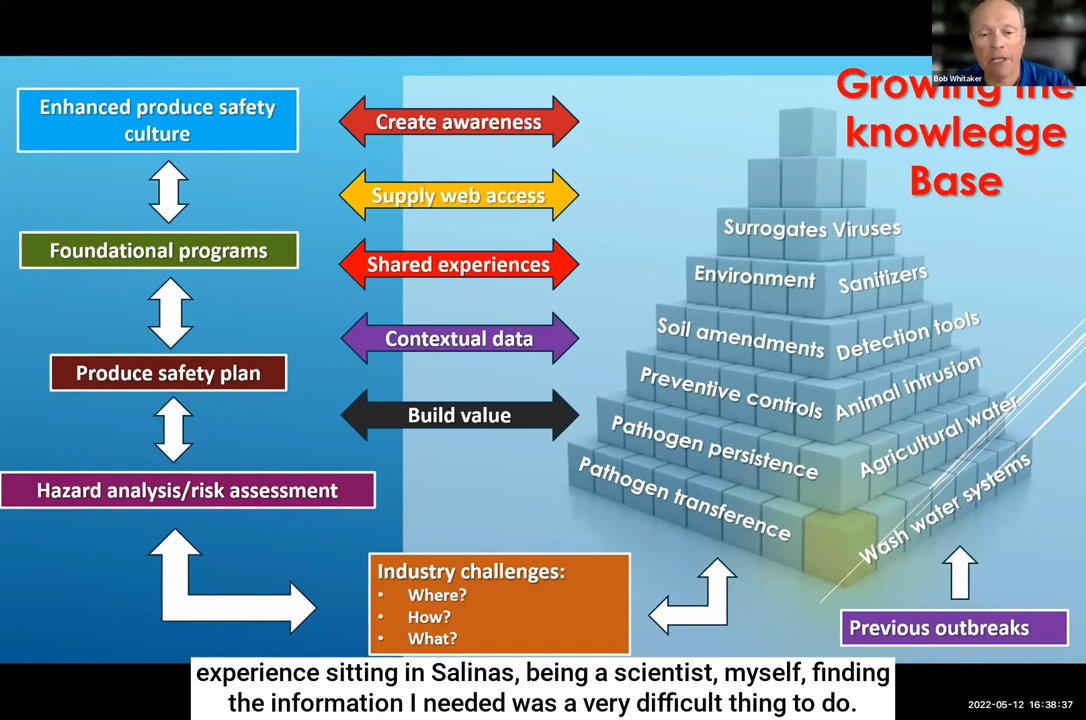 Bob Whitaker
Growing the
knowledge
Base
Enhanced produce safety
culture
Foundational programs
Produce safety plan
Hazard analysis/risk assessment
Create awareness
Supply web access
Shared experiences
Contextual data
Build value
Surrogates Viruses
Environment Sanitizers
Soil amendments Detection tools
Preventive controls Animal intrusion
Pathogen persistence Agricultural water
Pathogen transference Wash water systems
Industry challenges:
• Where?
• How?
• What?
Previous outbreaks
experience sitting in Salinas, being a scientist, myself, finding
the information I needed was a very difficult thing to do.
2022-05-12 16:38:37